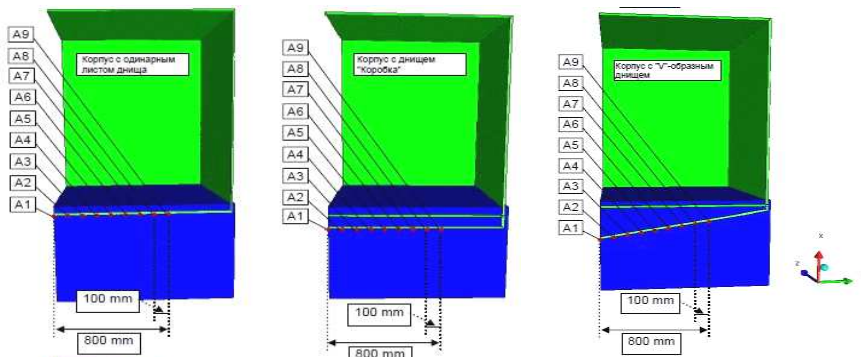 A9
A8
A7
A6
A5
A4
A3
A2
A1
Корпус с одинарным
листом днища
100 mm
800 mm
A9
A8
A7
A6
A5
A4
A3
A2
A1
Корпус с днищем
"Коробка"
100 mm
800 mm
A9
A8
A7
A6
A5
A4
A3
A2
A1
Корпус с "V"-образным
днищем
100 mm
800 mm
x
z